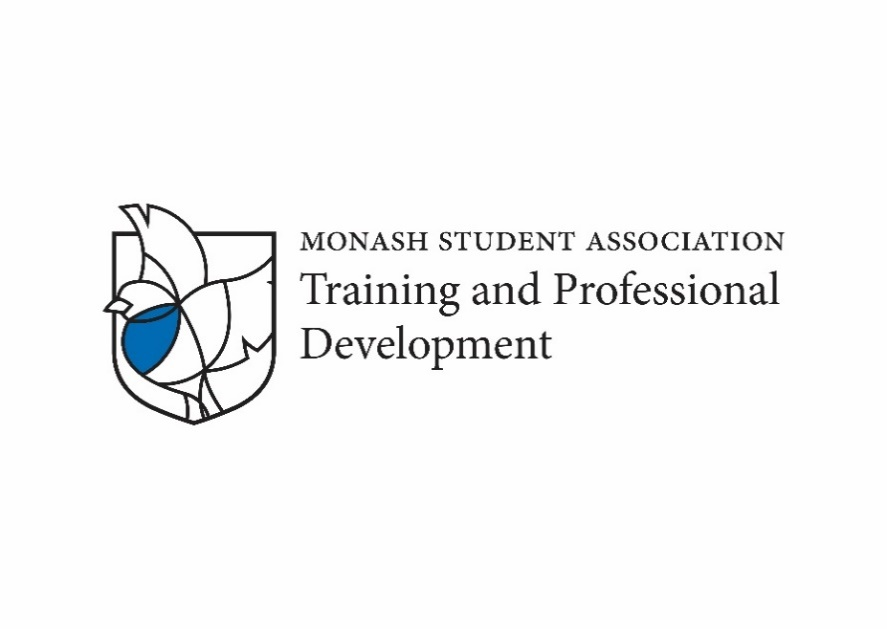 MONASH STUDENT ASSOCIATION
Training and Professional
Development